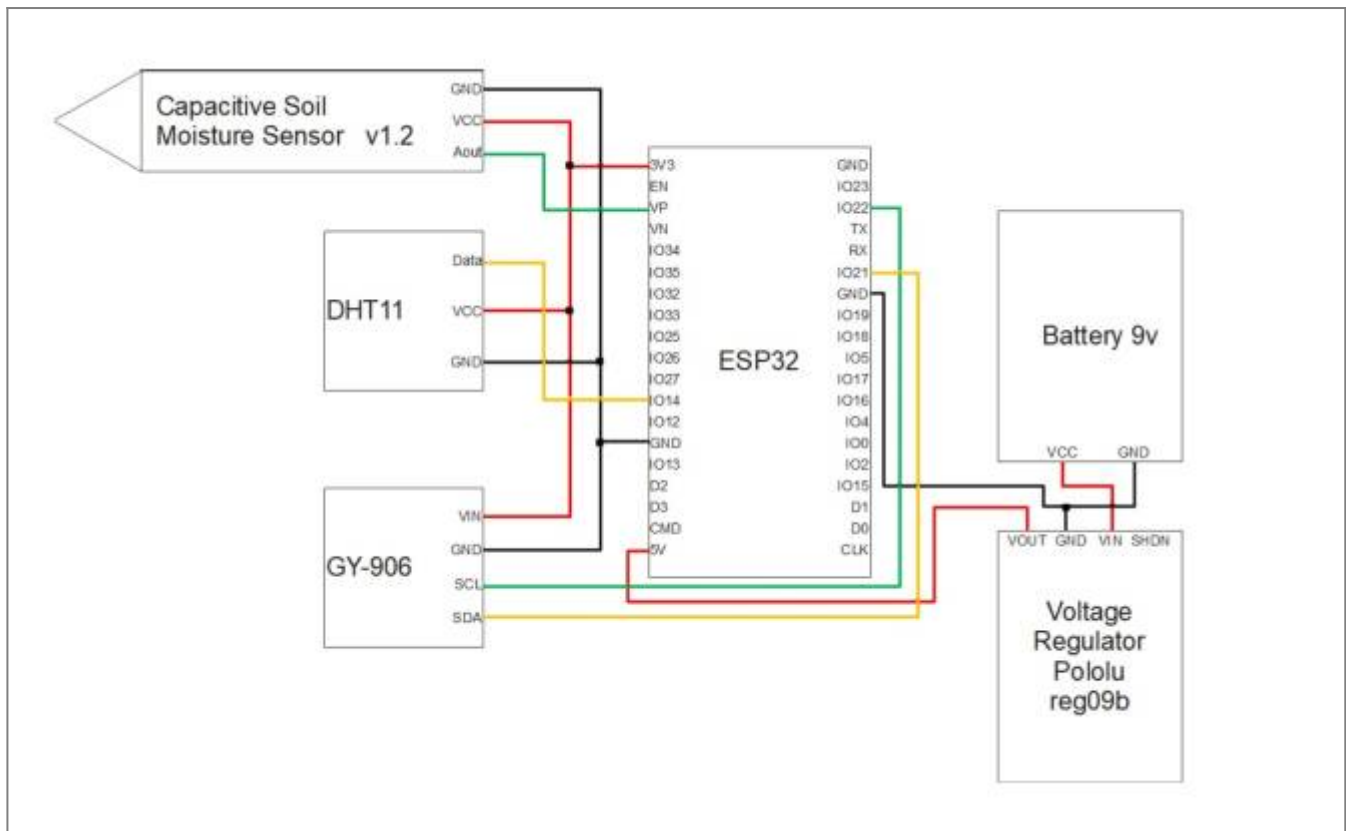 Capacitive Soil
Moisture Sensor v1.2
GND
VCC
Aout
DHT11
Data
VCC
GND
GY-906
VIN
GND
SCL
SDA
ESP32
3V3
EN
VP
VN
IO34
IO35
IO32
IO33
IO25
IO26
IO27
IO14
IO12
GND
IO13
D2
D3
CMD
5V
GND
IO23
IO22
TX
RX
IO21
GND
IO19
IO18
IO5
IO17
IO16
IO4
IO0
IO2
IO15
D1
D0
CLK
Battery 9v
VCC GND
VOUT GND VIN SHDN
Voltage
Regulator
Pololu
reg09b